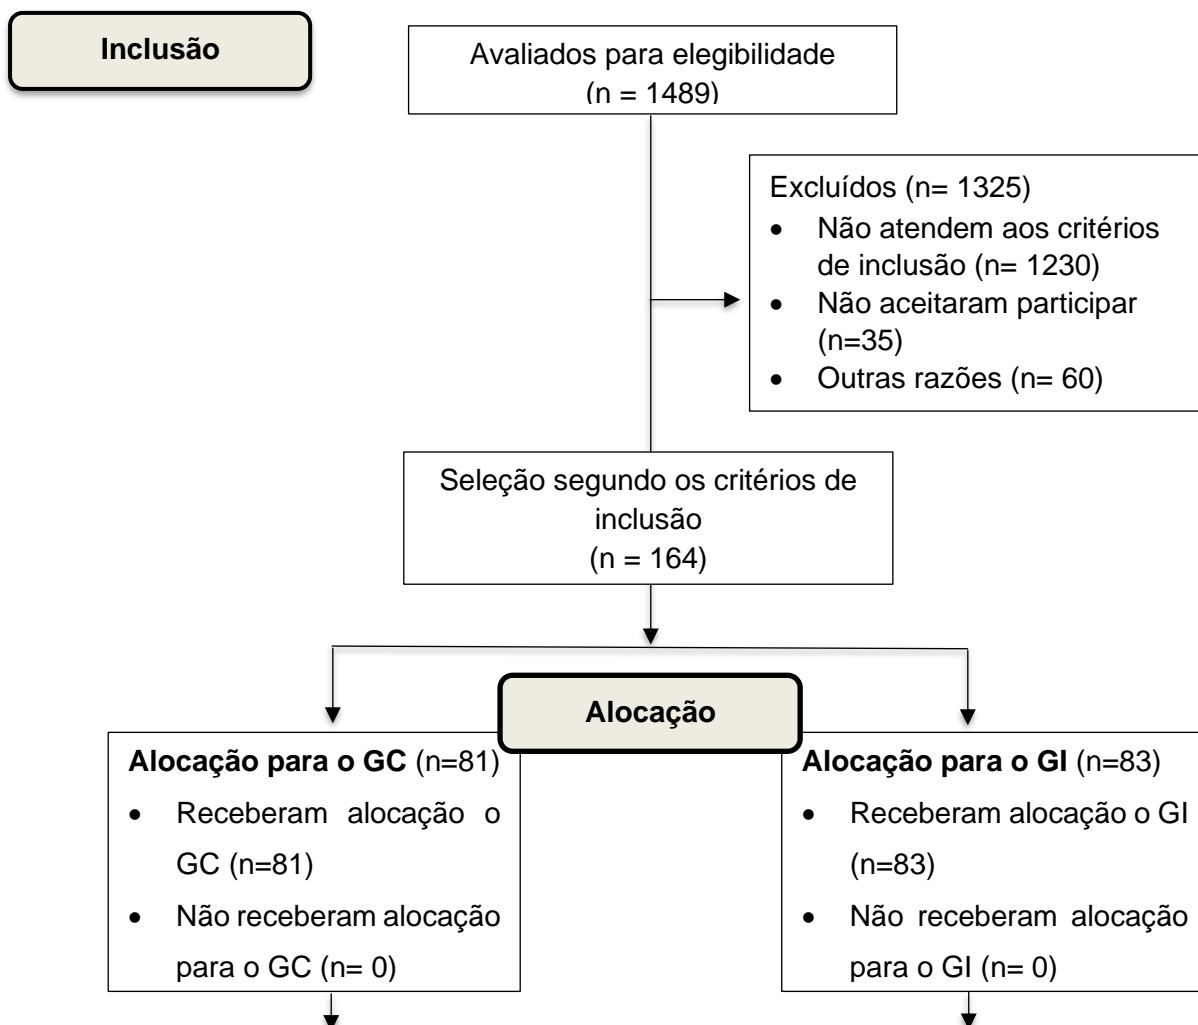 Inclusão
Avaliados para elegibilidade
(n = 1489)
Excluídos (n= 1325)
• Não atendem aos critérios
de inclusão (n= 1230)
• Não aceitaram participar
(n=35)
• Outras razões (n= 60)
Seleção segundo os critérios de
inclusão
(n = 164)
Alocação
Alocação para o GC (n=81)
• Receberam alocação o
GC (n=81)
• Não receberam alocação
para o GC (n= 0)
Alocação para o GI (n=83)
• Receberam alocação o GI
(n=83)
• Não receberam alocação
para o GI (n= 0)